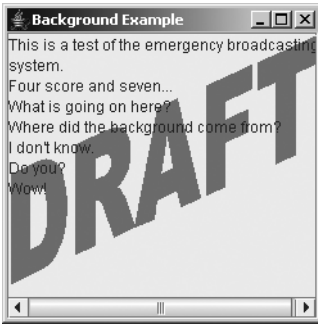 Background Example
This is a test of the emergency broadcasting
system.
Four score and seven...
What is going on here?
Where did the background come from?
I don't know.
Do you?
Wow!
DRAFT